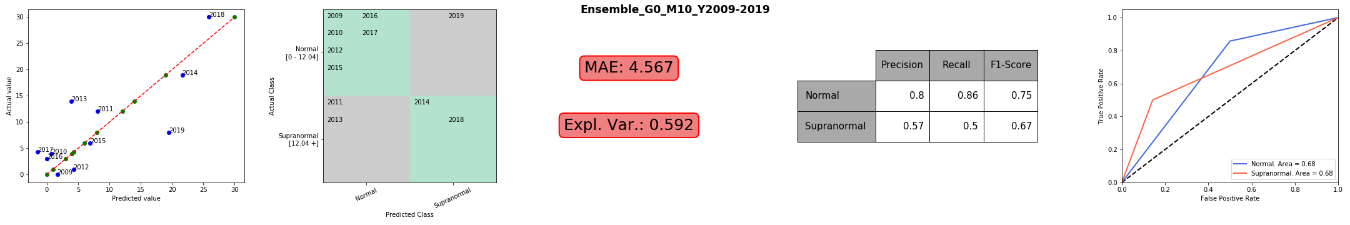 Ensemble_G0_M10_Y2009-2019
Actual value
30
25
20
15
10
5
0
2018
2014
2013
2011
2019
2015
2017
2010
2016
2012
2009
0
5
10
15
20
25
30
Predicted value
Actual Class
Normal
[0 - 12.04]
Supranormal
[12.04 +]
2009 2016 2019
2010 2017
2012
2015
2011 2014
2013 2018
Normal
Supranormal
Predicted Class
MAE: 4.567
Expl. Var.: 0.592
Precision Recall F1-Score
Normal 0.8 0.86 0.75
Supranormal 0.57 0.5 0.67
True Positive Rate
1.0
0.8
0.6
0.4
0.2
0.0
Normal. Area = 0.68
Supranormal. Area = 0.68
0.0
0.2
0.4
0.6
0.8
1.0
False Positive Rate